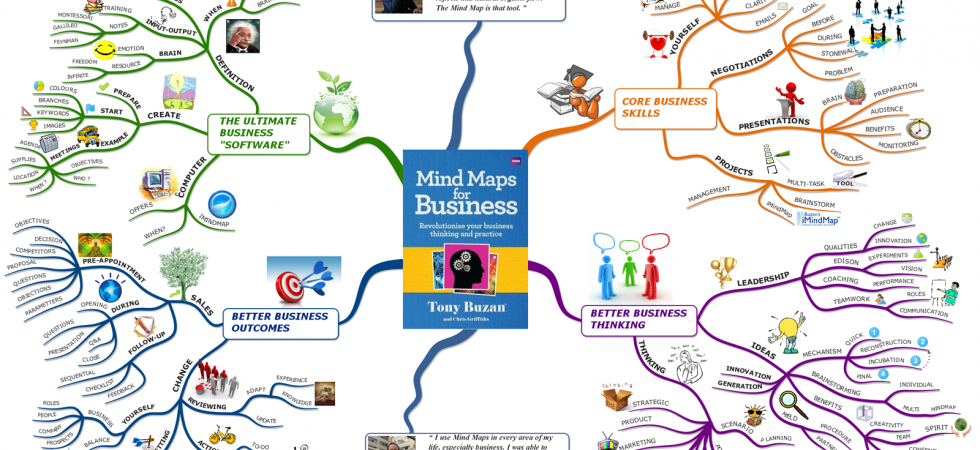 MONTESSORI
TRAINING
GALLILEO
NOTES
FEYNMAN
INPUT-OUTPUT
WHEN
EMOTION
BRAIN
FREEDOM
RESOURCE
INFINITE
DEFINITION
COLOURS
PREPARE
BRANCHES
START
KEYWORDS
CREATE
IMAGES
EXAMPLE
AGENDA
MEETINGS
SUPPLIES
OBJECTIVES
LOCATION
WHO ?
WHEN ?
THE ULTIMATE
BUSINESS
"SOFTWARE"
COMPUTER
OFFERS
IMINDMAP
WHEN?
The Mind Map is that tool. "
MANAGE
CLARITY
EMAILS
YOURSELF
GOAL
BEFORE
DURING
STONEWALL
PROBLEM
NEGOTIATIONS
CORE BUSINESS
SKILLS
PRESENTATIONS
BRAIN
PREPARATION
AUDIENCE
BENEFITS
MONITORING
OBSTACLES
PROJECTS
MANAGEMENT
MULTI-TASK
TOOL
BRAINSTORM
iMindMap
Buzan's
iMindMap
Mind Maps
for
Business
Revolutionise your business
thinking and practice
Tony Buzan
and Chris Griffiths
OBJECTIVES
DECISION
COMPETITORS
PROPOSAL
PRE-APPOINTMENT
QUESTIONS
OBJECTIONS
PARAMETERS
OPENING
DURING
QUESTIONS
PRESENTATION
Q&A
CLOSE
SALES
FOLLOW-UP
SEQUENTIAL
CHECKLIST
FEEDBACK
BETTER BUSINESS
OUTCOMES
CHANGE
REVIEWING
ADAPT
EXPERIENCE
KNOWLEDGE
UPDATE
ROLES
PEOPLE
BUSINESS
COMPANY
PROSPECTS
YOURSELF
BALANCE
TO-DO
BETTER BUSINESS
THINKING
LEADERSHIP
QUALITIES
CHANGE
INNOVATION
EDISON
EXPERIMENTS
VISION
COACHING
PERFORMANCE
ROLES
TEAMWORK
COMMUNICATION
IDEAS
MECHANISM
QUICK
1
RECONSTRUCTION
2
INCUBATION
3
FINAL
4
INNOVATION
GENERATION
BRAINSTORMING
INDIVIDUAL
BENEFITS
MULTI
MINDMAP
MELD
PROCEDURE
CREATIVITY
SPIRIT
TEAM
THINKING
Thinking
STRATEGIC
PRODUCT
MARKETING
SCENARIO
PLANNING
" I use Mind Maps in every area of my
life, especially business. I was able to